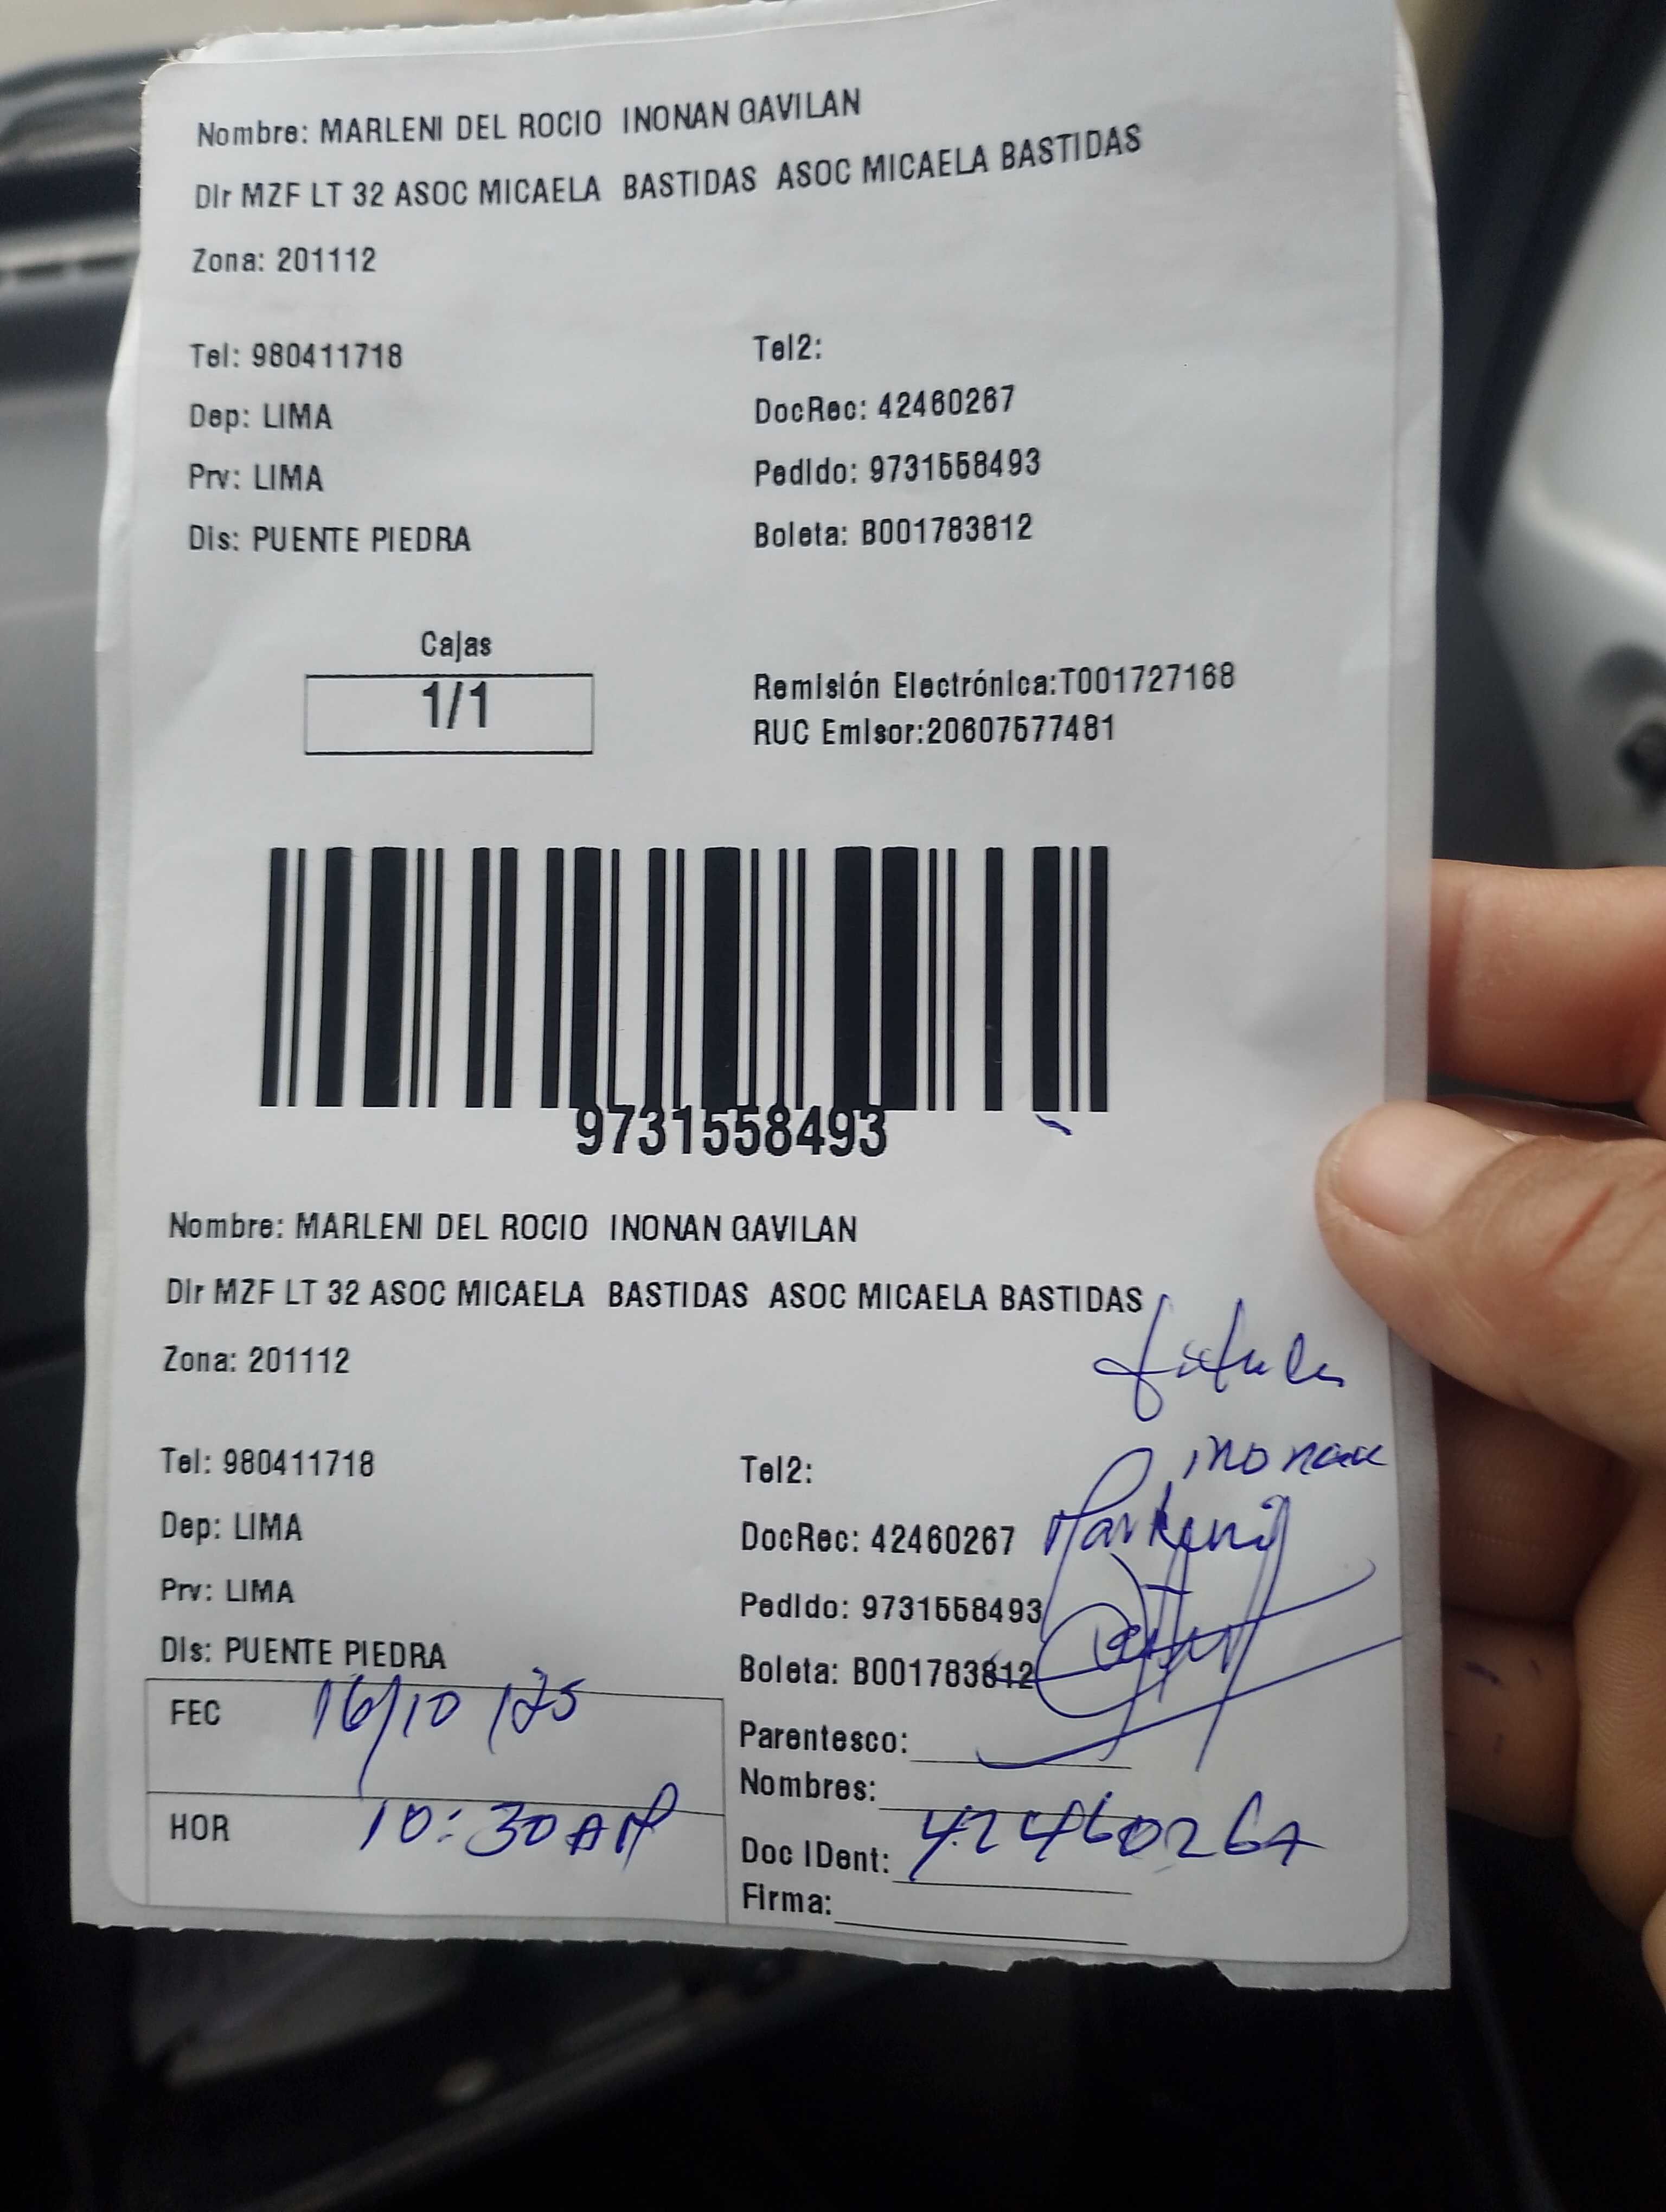 Nombre: MARLENI DEL ROCIO INONAN GAVILAN
Dir MZF LT 32 ASOC MICAELA BASTIDAS ASOC MICAELA BASTIDAS
Zona: 201112
Tel: 980411718
Tel2:
Dep: LIMA
DocRec: 42460267
Prv: LIMA
Pedido: 9731558493
Dis: PUENTE PIEDRA
Boleta: B001783812
Cajas
1/1
Remisión Electrónica:T001727168
RUC Emisor:20607577481
9731558493
Nombre: MARLENI DEL ROCIO INONAN GAVILAN
Dir MZF LT 32 ASOC MICAELA BASTIDAS ASOC MICAELA BASTIDAS
Zona: 201112
titular
Tel: 980411718
Tel2:
inonan
Dep: LIMA
DocRec: 42460267
Marleni
Prv: LIMA
Pedido: 9731558493
Dis: PUENTE PIEDRA
Boleta: B001783812
FEC 16/10/25
Parentesco:
Nombres:
HOR 10:30 AM
Doc IDent: 42460267
Firma: